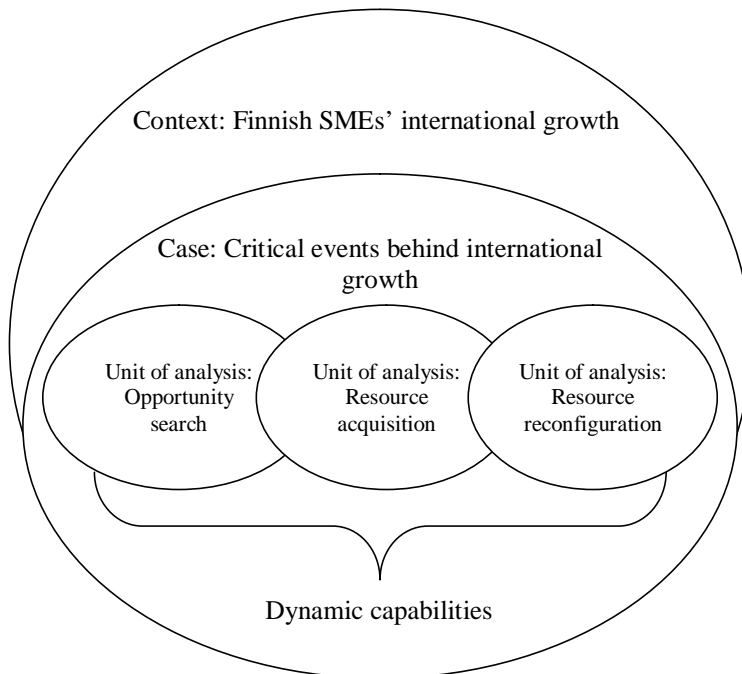 Context: Finnish SMEs’ international growth
Case: Critical events behind international
growth
Unit of analysis:
Opportunity
search
Unit of analysis:
Resource
acquisition
Unit of analysis:
Resource
reconfiguration
Dynamic capabilities